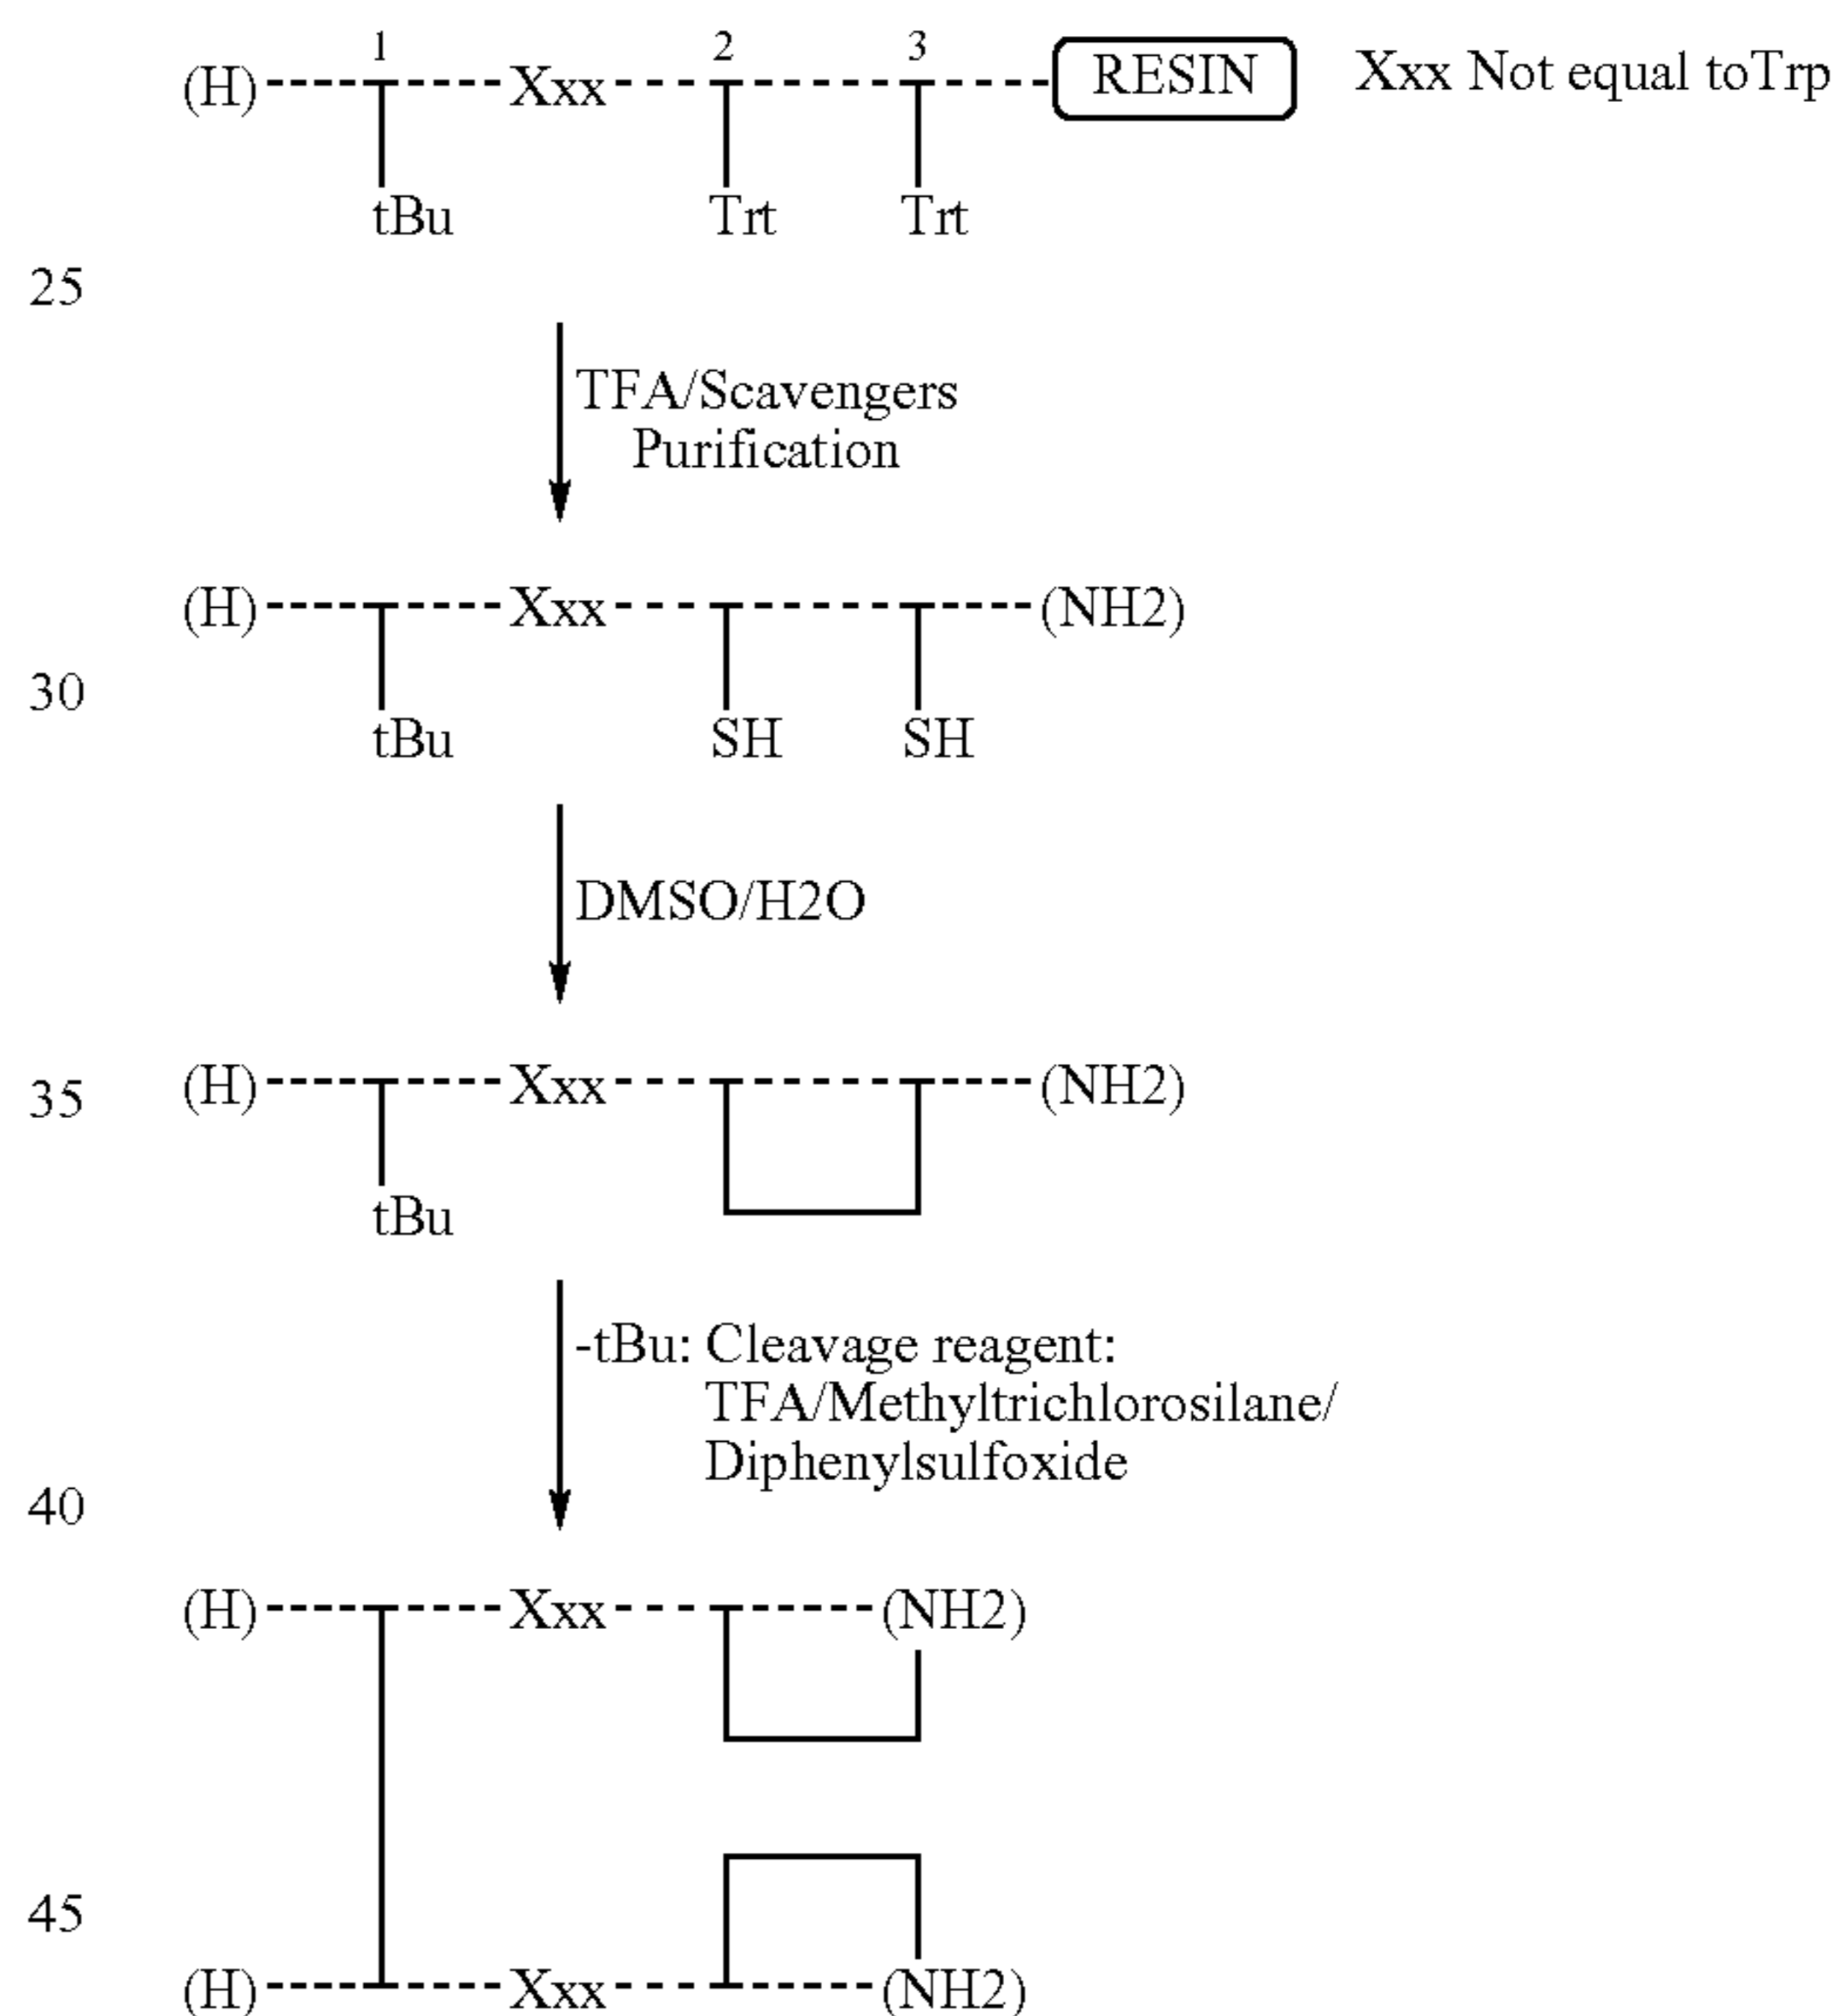 1 2 3
(H) Xxx RESIN Xxx Not equal toTrp
tBu Trt Trt
25
TFA/Scavengers
Purification
(H) Xxx (NH2)
30
tBu SH SH
DMSO/H2O
35 (H) Xxx (NH2)
tBu
-tBu: Cleavage reagent:
TFA/Methyltrichlorosilane/
Diphenylsulfoxide
40
(H) Xxx (NH2)
45
(H) Xxx (NH2)